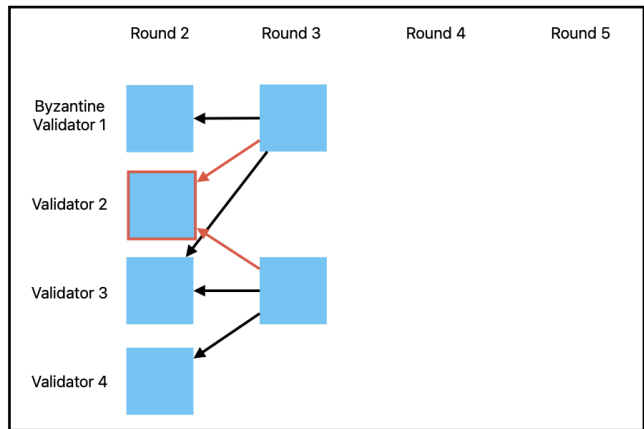 Round 2
Round 3
Round 4
Round 5
Byzantine
Validator 1
Validator 2
Validator 3
Validator 4